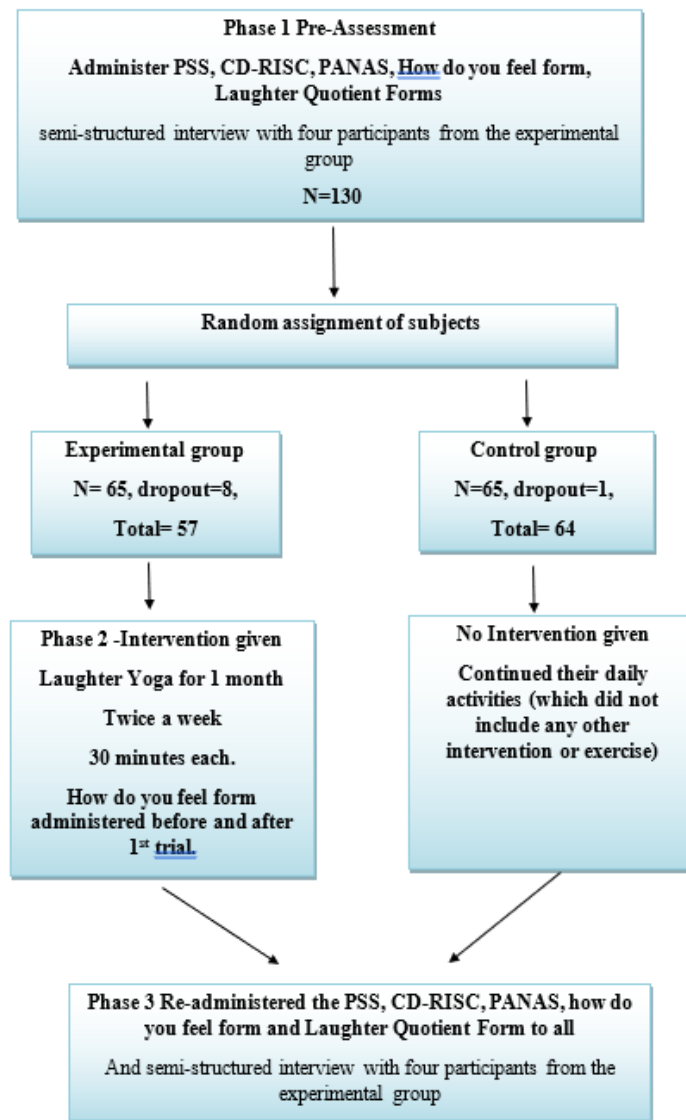 Phase 1 Pre-Assessment
Administer PSS, CD-RISC, PANAS, How do you feel form,
Laughter Quotient Forms
semi-structured interview with four participants from the experimental
group
N=130
Random assignment of subjects
Experimental group
N= 65, dropout=8,
Total= 57
Control group
N=65, dropout=1,
Total= 64
Phase 2 -Intervention given
Laughter Yoga for 1 month
Twice a week
30 minutes each.
How do you feel form
administered before and after
1st trial.
No Intervention given
Continued their daily
activities (which did not
include any other
intervention or exercise)
Phase 3 Re-administered the PSS, CD-RISC, PANAS, how do
you feel form and Laughter Quotient Form to all
And semi-structured interview with four participants from the
experimental group